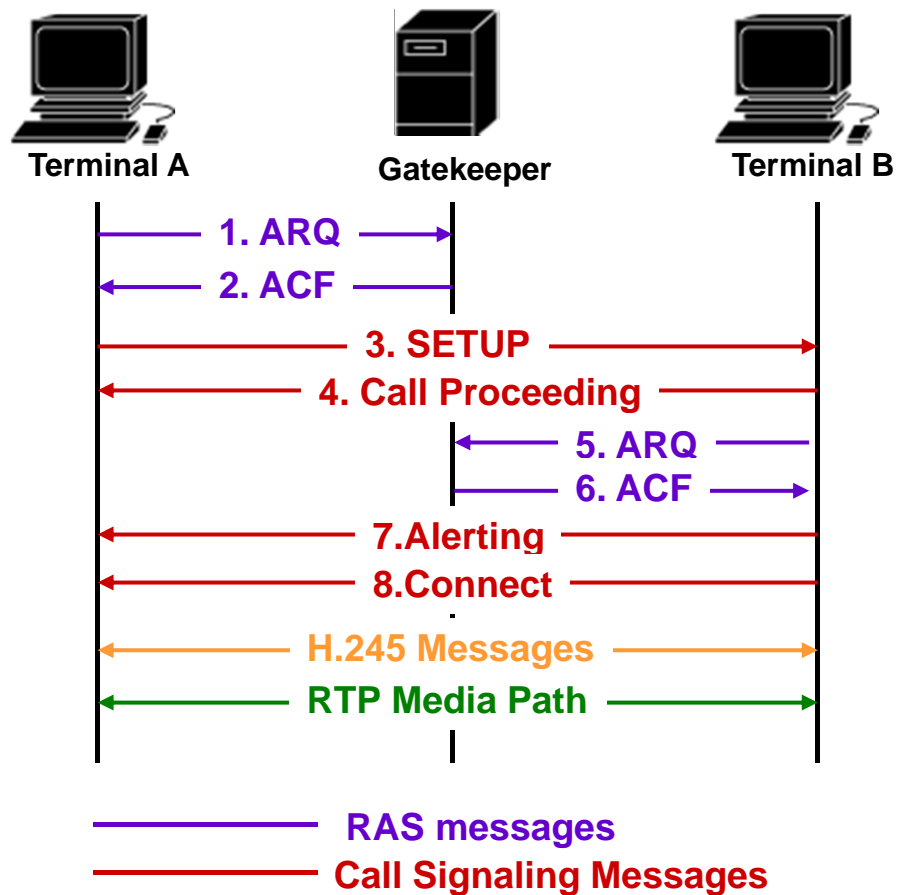 Terminal A
Gatekeeper
Terminal B
1. ARQ
2. ACF
3. SETUP
4. Call Proceeding
5. ARQ
6. ACF
7.Alerting
8.Connect
H.245 Messages
RTP Media Path
RAS messages
Call Signaling Messages